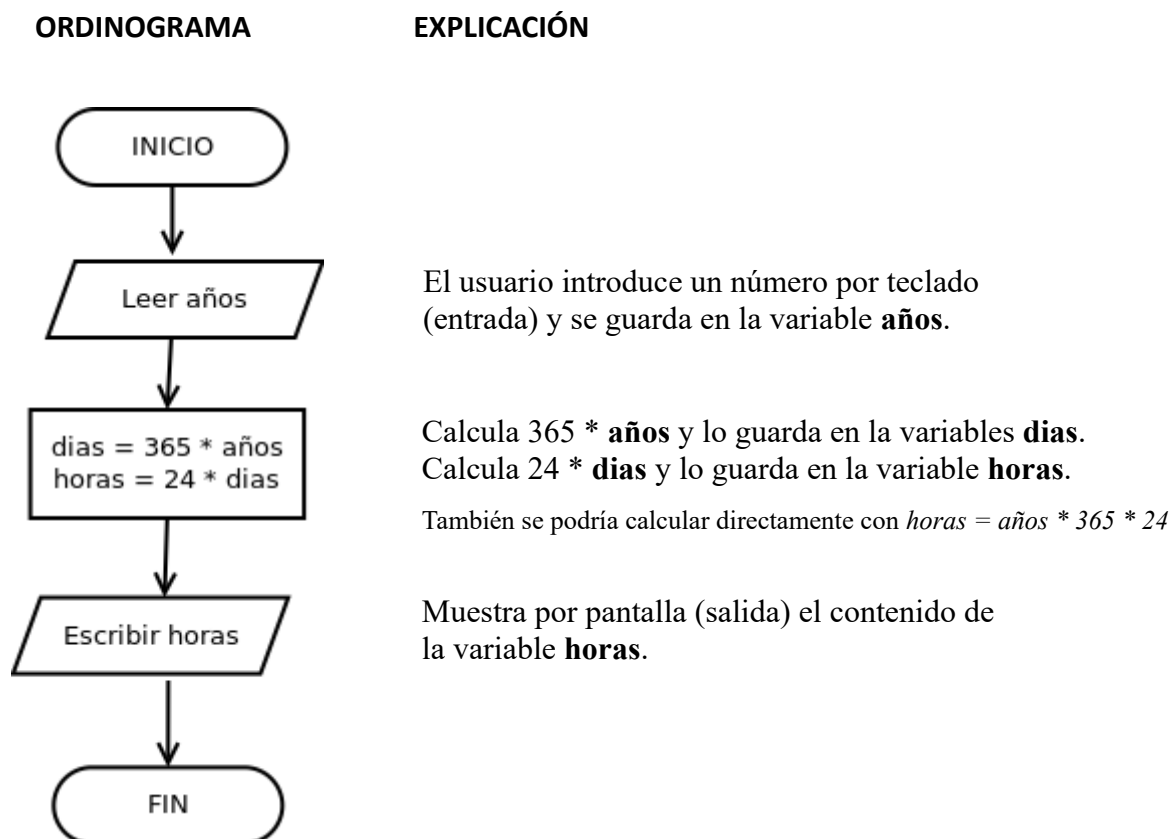 ORDINOGRAMA EXPLICACIÓN
INICIO
Leer años
El usuario introduce un número por teclado
(entrada) y se guarda en la variable años.
dias = 365 * años
horas = 24 * dias
Calcula 365 * años y lo guarda en la variables dias.
Calcula 24 * dias y lo guarda en la variable horas.
También se podría calcular directamente con horas = años * 365 * 24
Escribir horas
Muestra por pantalla (salida) el contenido de
la variable horas.
FIN